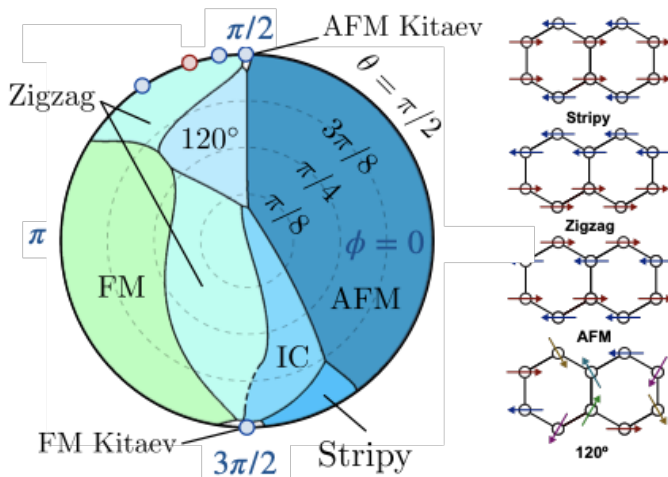 π/2
AFM Kitaev
θ = π/2
Zigzag
120°
3π/8
π/4
π/8
π
ϕ = 0
FM
AFM
IC
FM Kitaev
3π/2
Stripy
Stripy
Zigzag
AFM
120º